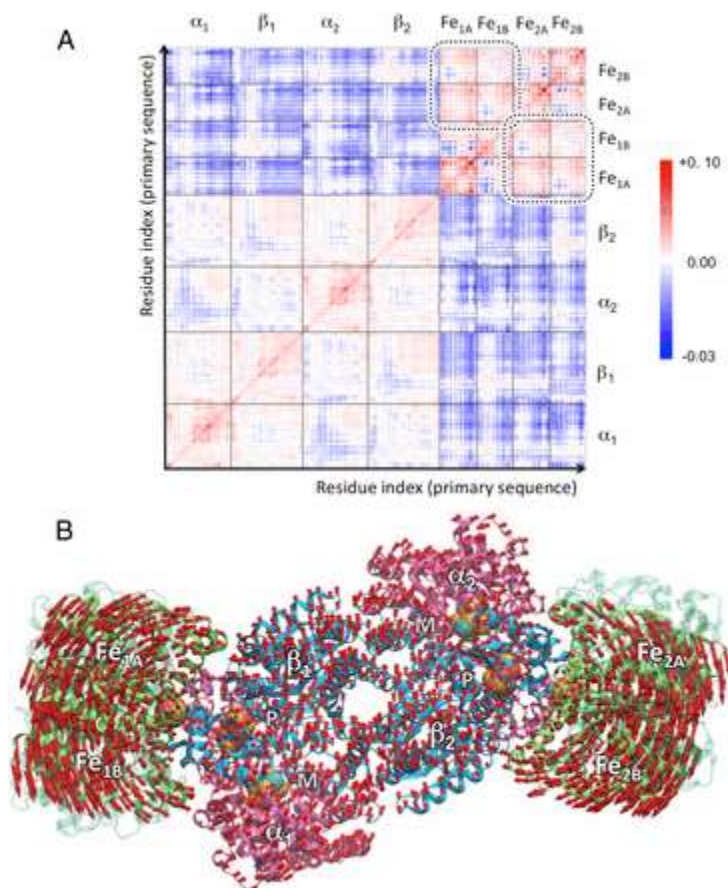 A
α₁ β₁ α₂ β₂ Fe₁A Fe₁B Fe₂A Fe₂B
Fe₂B
Fe₂A
Fe₁B
Fe₁A
β₂
α₂
β₁
α₁
+0. 10
0.00
-0.03
Residue index (primary sequence)
Residue index (primary sequence)
B
Fe₁A
Fe₁B
β₁
P
M
α₁
α₂
M
P
β₂
Fe₂A
Fe₂B